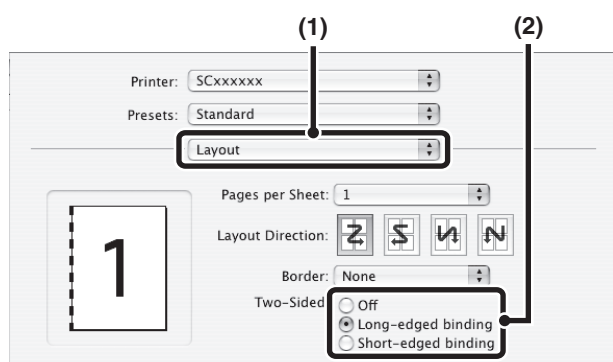 (1) (2)
Printer: SCxxxxxx
Presets: Standard
Layout
Pages per Sheet: 1
Layout Direction:
Border: None
Two-Sided Off
Long-edged binding
Short-edged binding
1